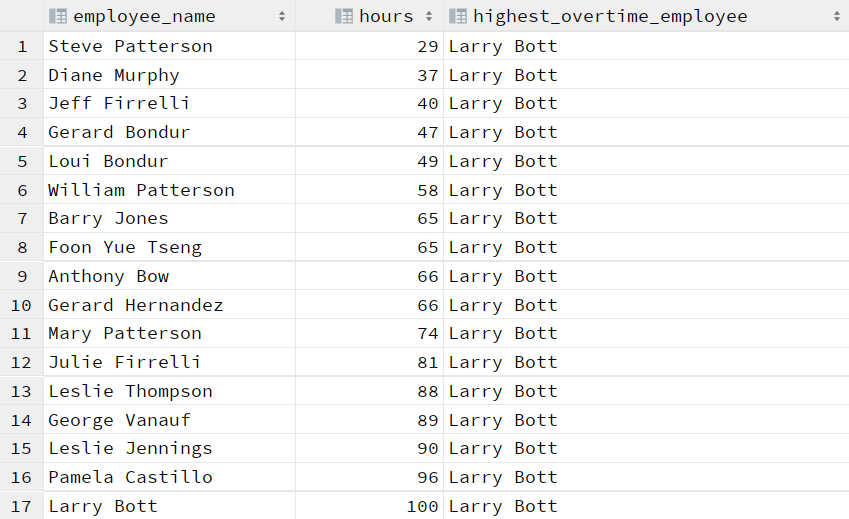 employee_name hours highest_overtime_employee
1 Steve Patterson 29 Larry Bott
2 Diane Murphy 37 Larry Bott
3 Jeff Firrelli 40 Larry Bott
4 Gerard Bondur 47 Larry Bott
5 Loui Bondur 49 Larry Bott
6 William Patterson 58 Larry Bott
7 Barry Jones 65 Larry Bott
8 Foon Yue Tseng 65 Larry Bott
9 Anthony Bow 66 Larry Bott
10 Gerard Hernandez 66 Larry Bott
11 Mary Patterson 74 Larry Bott
12 Julie Firrelli 81 Larry Bott
13 Leslie Thompson 88 Larry Bott
14 George Vanauf 89 Larry Bott
15 Leslie Jennings 90 Larry Bott
16 Pamela Castillo 96 Larry Bott
17 Larry Bott 100 Larry Bott